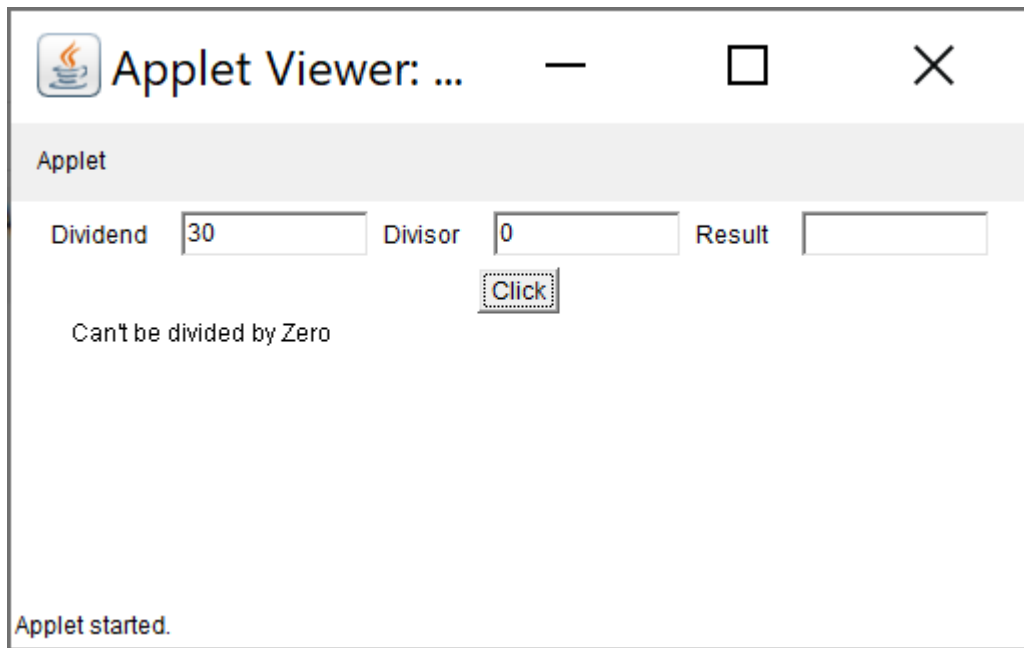 Applet Viewer: ...
Applet
Dividend 30 Divisor 0 Result
Click
Can't be divided by Zero
Applet started.